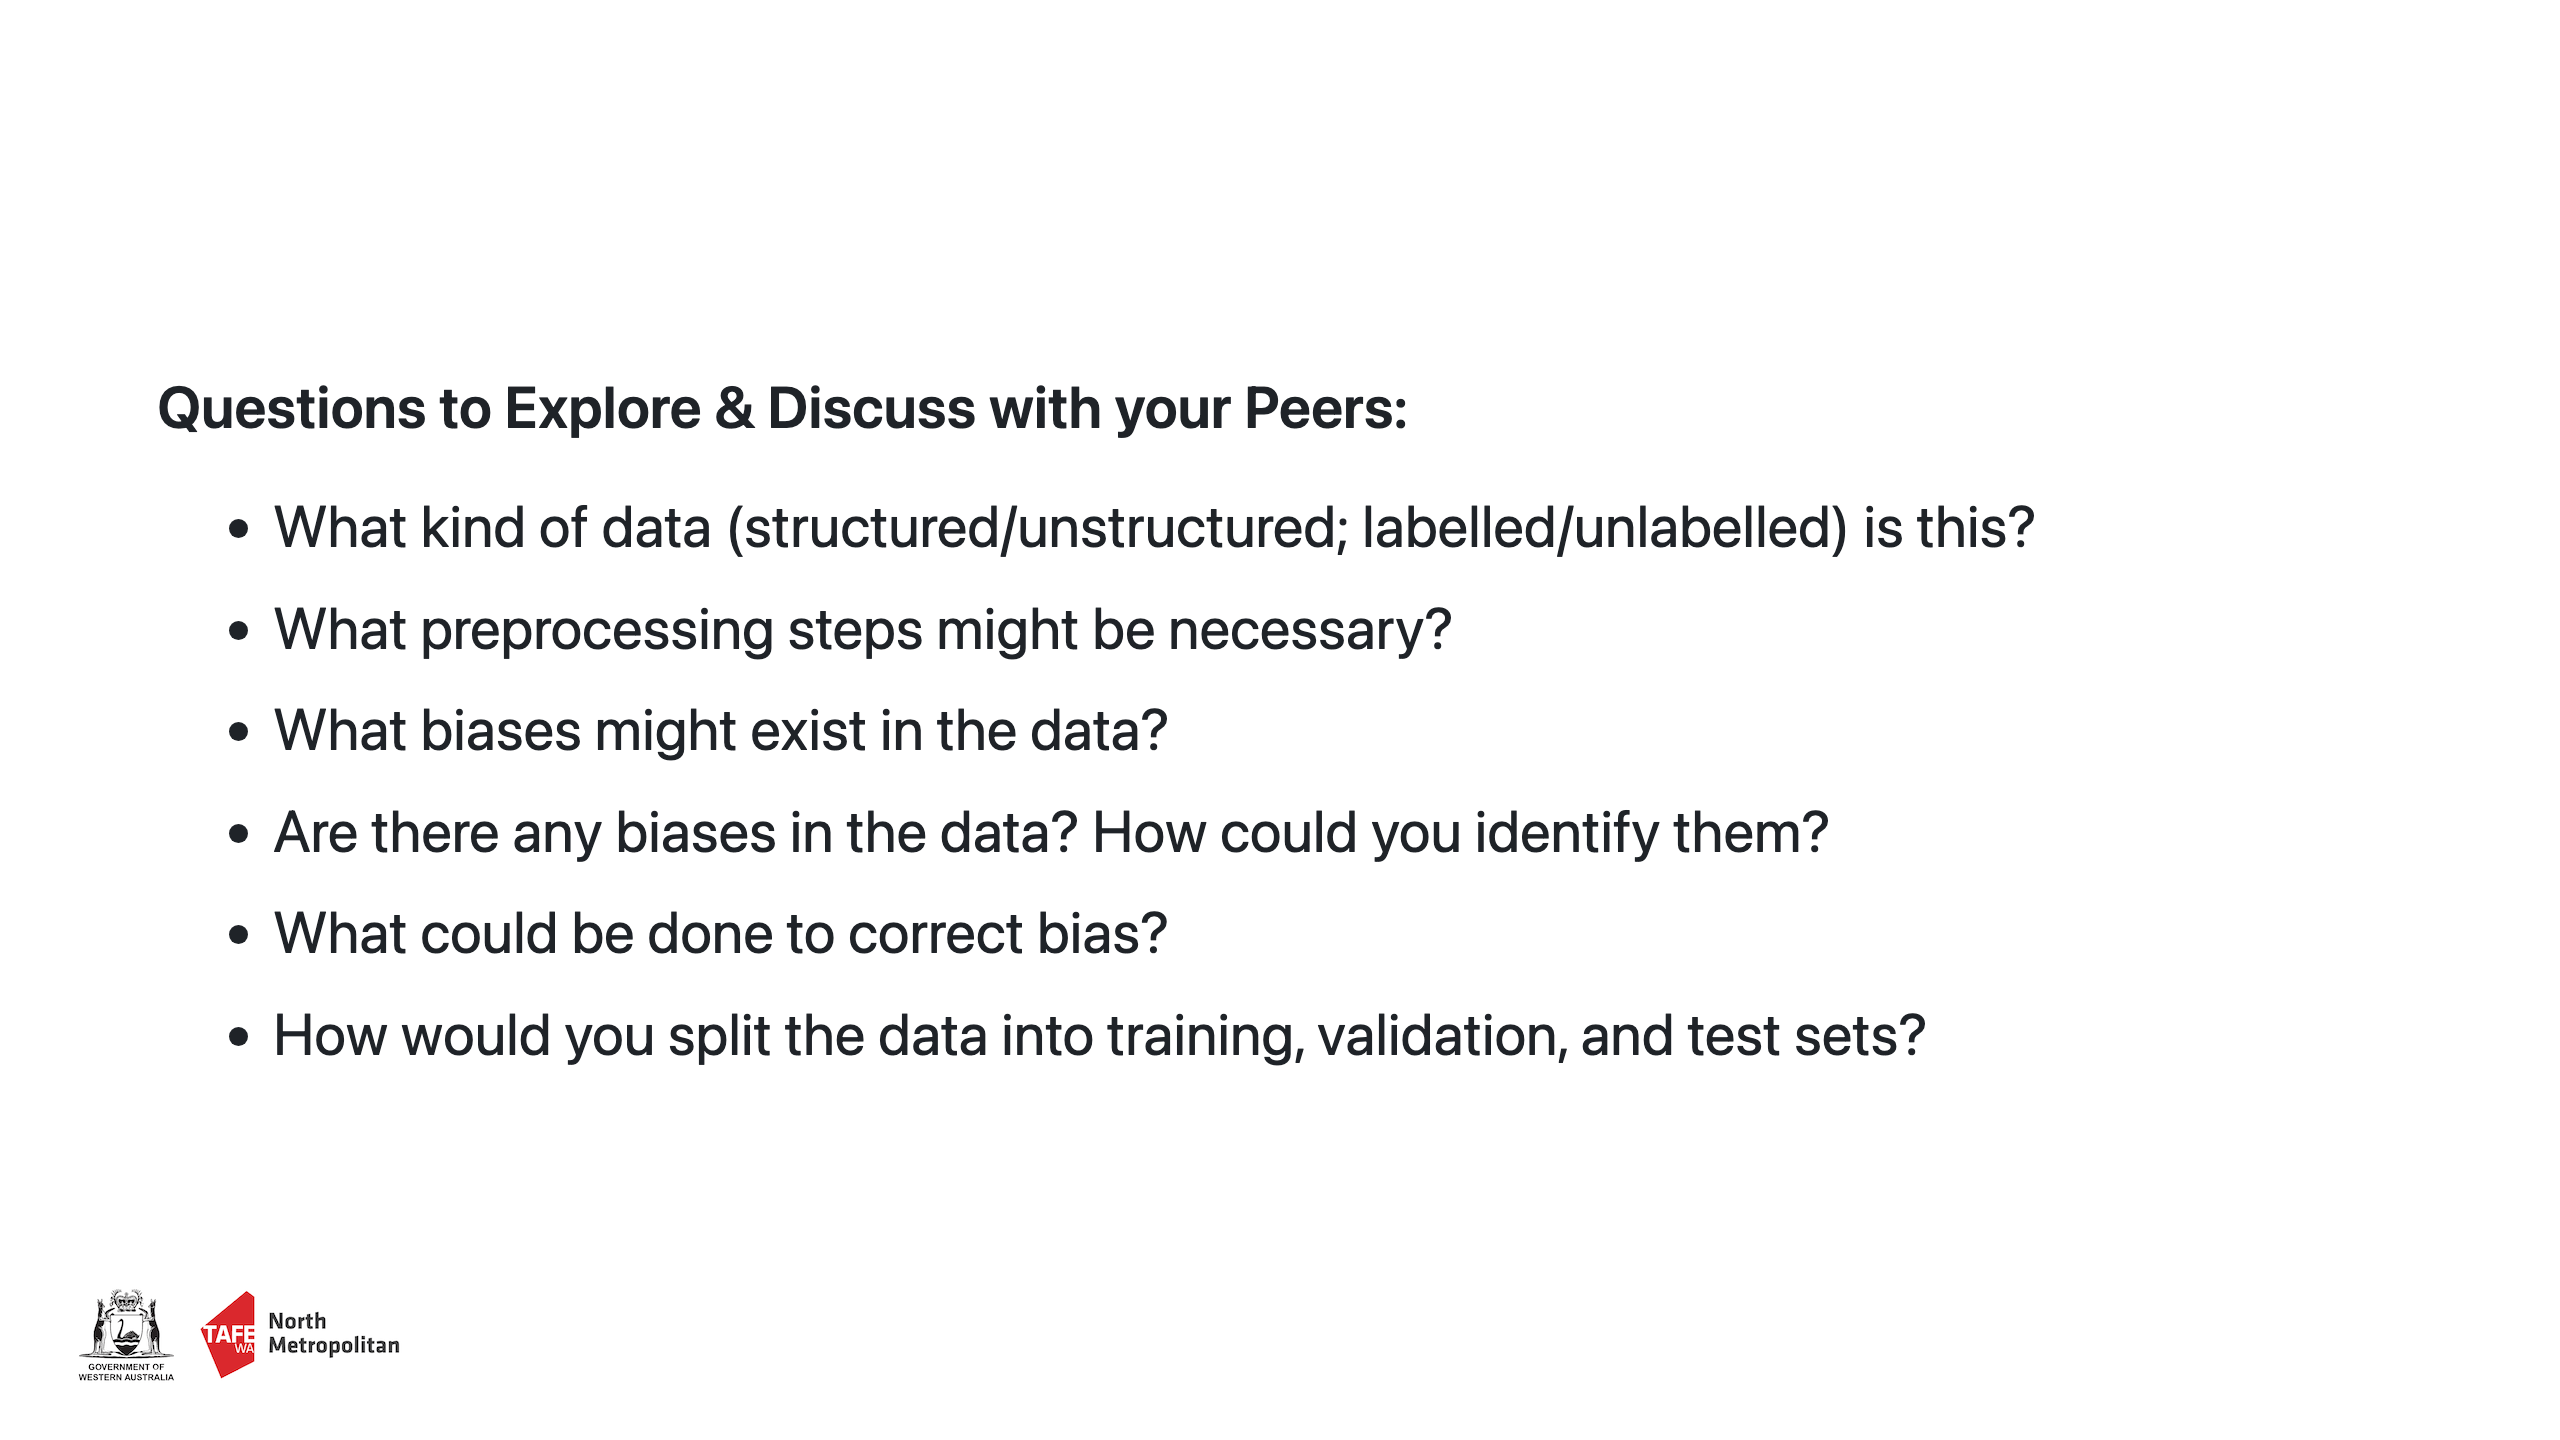 Questions to Explore & Discuss with your Peers:
• What kind of data (structured/unstructured; labelled/unlabelled) is this?
• What preprocessing steps might be necessary?
• What biases might exist in the data?
• Are there any biases in the data? How could you identify them?
• What could be done to correct bias?
• How would you split the data into training, validation, and test sets?
GOVERNMENT OF
WESTERN AUSTRALIA
TAFE
WA
North
Metropolitan